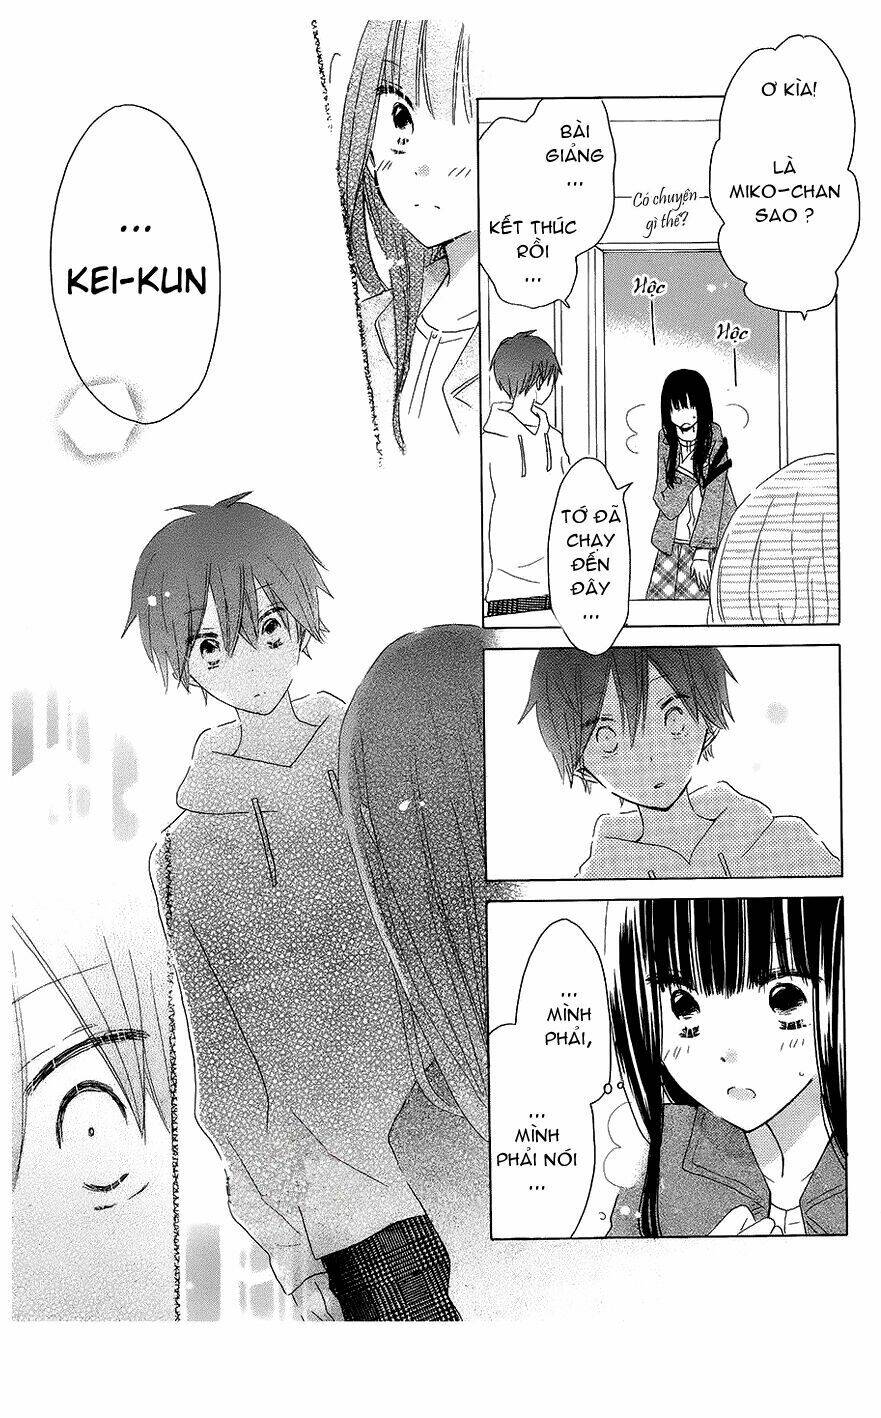 Ơ KÌA!
LÀ
MIKO-CHAN
SAO ?
Có chuyện
gì thế?
BÀI
GIẢNG
...
KẾT THÚC
RỒI
...
Hộc
Hộc
TỚ ĐÃ
CHẠY
ĐẾN
ĐÂY
...
...
MÌNH
PHẢI,
...
MÌNH
PHẢI NÓI
...
...
KEI-KUN